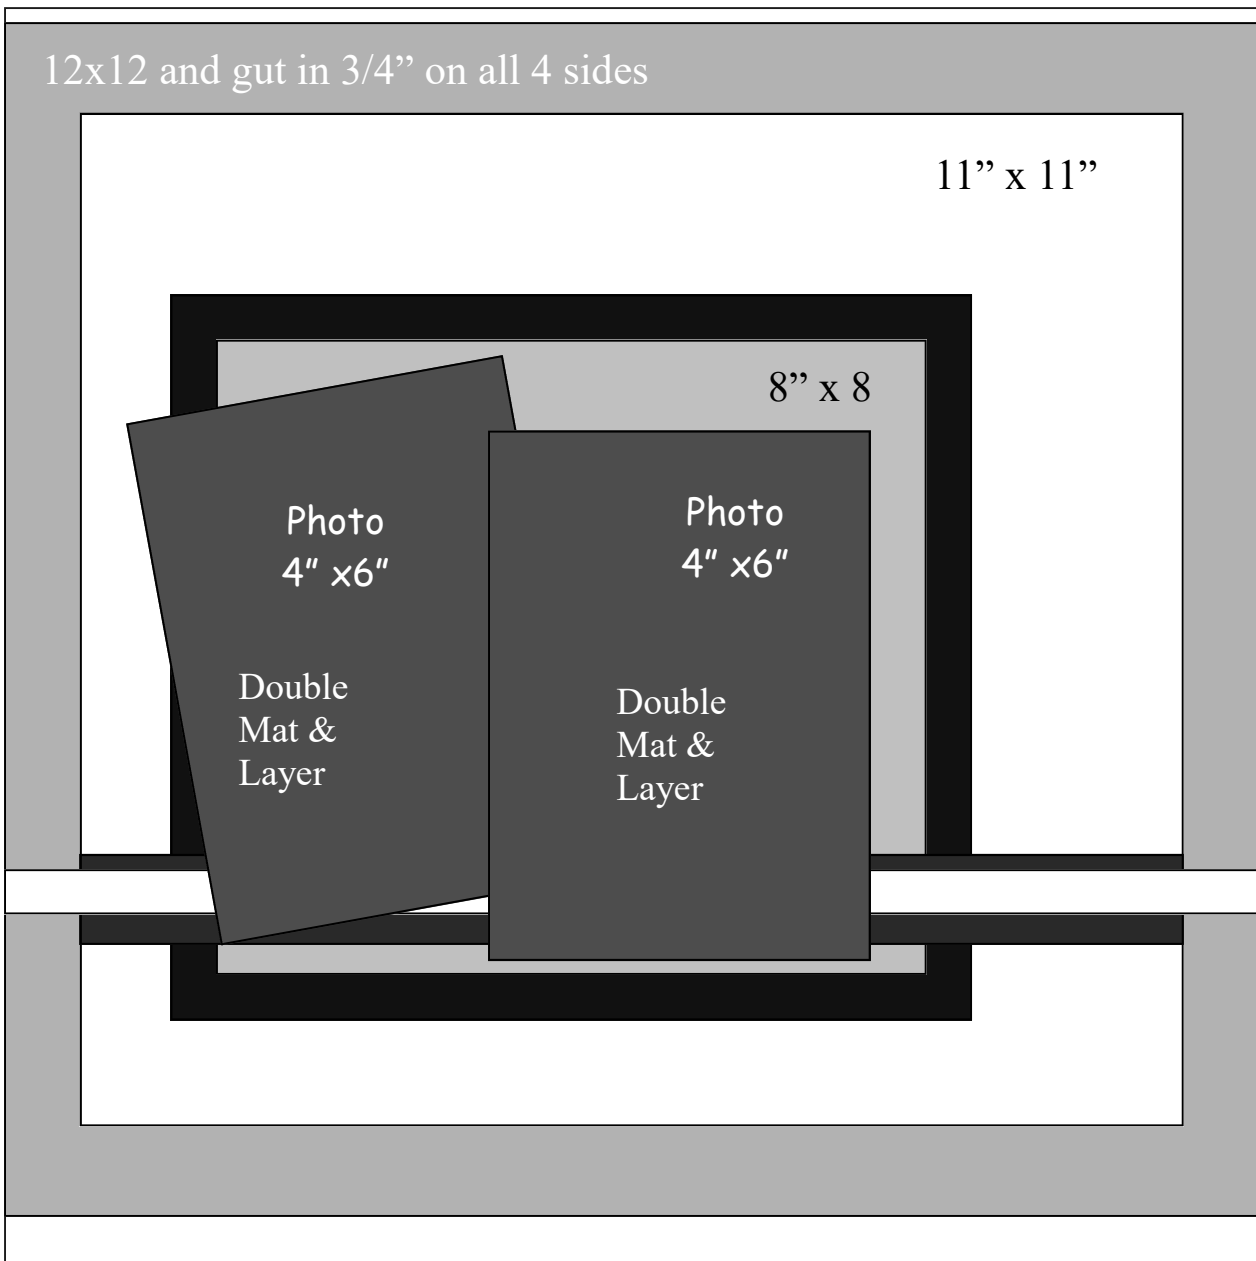 12x12 and gut in 3/4” on all 4 sides
11” x 11”
8” x 8
Photo
4” x6”
Double
Mat &
Layer
Photo
4” x6”
Double
Mat &
Layer